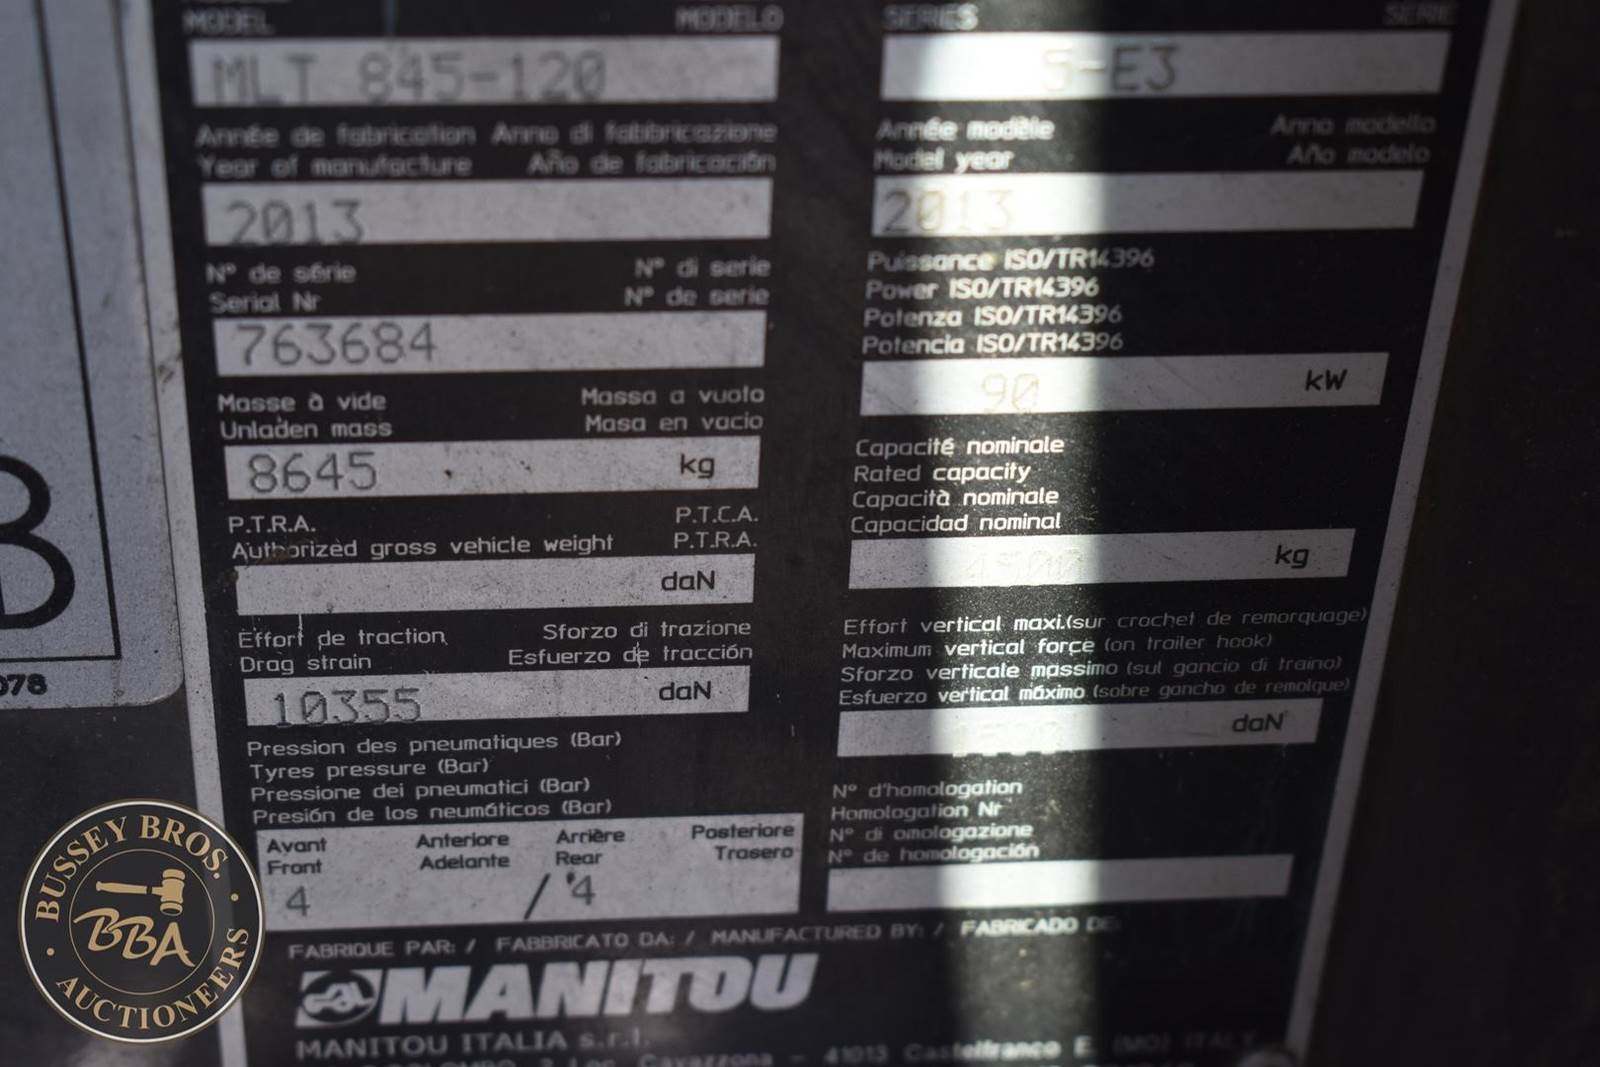 MODEL MODELO
MLT 845-120
Année de fabrication Anno di fabbricazione
Year of manufacture Año de fabricación
2013
N° de série N° di serie
Serial Nr N° de serie
763684
Masse à vide Massa a vuoto
Unladen mass Masa en vacio
8645 kg
P.T.R.A. P.T.C.A.
Authorized gross vehicle weight P.T.R.A.
daN
Effort de traction Sforzo di trazione
Drag strain Esfuerzo de tracción
10355 daN
Pression des pneumatiques (Bar)
Tyres pressure (Bar)
Pressione dei pneumatici (Bar)
Presión de los neumáticos (Bar)
Avant Anteriore Arrière Posteriore
Front Adelante Rear Trasero
4 / 4
SERIES SERIE
5-E3
Année modèle Anno modello
Model year Año modelo
2013
Puissance ISO/TR14396
Power ISO/TR14396
Potenza ISO/TR14396
Potencia ISO/TR14396
90 kW
Capacité nominale
Rated capacity
Capacità nominale
Capacidad nominal
4500 kg
Effort vertical maxi.(sur crochet de remorquage)
Maximum vertical force (on trailer hook)
Sforzo verticale massimo (sul gancio di traino)
Esfuerzo vertical máximo (sobre gancho de remolque)
daN
N° d'homologation
Homologation Nr
N° di omologazione
N° de homologación
FABRIQUE PAR: / FABBRICATO DA: / MANUFACTURED BY: / FABRICADO DE:
MANITOU
MANITOU ITALIA s.r.l.
Cavazzona - 41013 Castelfranco E. (MO) ITALY
B
078
BUSSEY BROS.
BBA
AUCTIONEERS